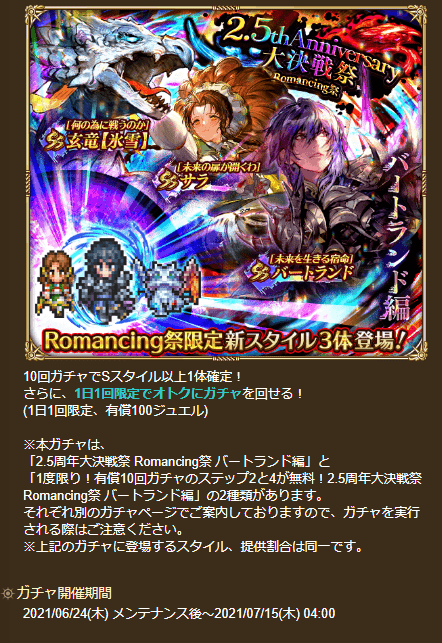 2.5th Anniversary
大決戦祭
Romancing祭
[何の為に戦うのか]
SS 玄竜【氷雪】
[未来の扉が開くわ]
SS サラ
[未来を生きる宿命]
SS バートランド
バートランド編
Romancing祭限定新スタイル3体登場!
10回ガチャでSスタイル以上1体確定！
さらに、1日1回限定でオトクにガチャを回せる！
(1日1回限定、有償100ジュエル)
※本ガチャは、
「2.5周年大決戦祭 Romancing祭 バートランド編」と
「1度限り！有償10回ガチャのステップ2と4が無料！2.5周年大決戦祭
Romancing祭 バートランド編」の2種類があります。
それぞれ別のガチャページでご案内しておりますので、ガチャを実行
される際はご注意ください。
※上記のガチャに登場するスタイル、提供割合は同一です。
ガチャ開催期間
2021/06/24(木) メンテナンス後～2021/07/15(木) 04:00